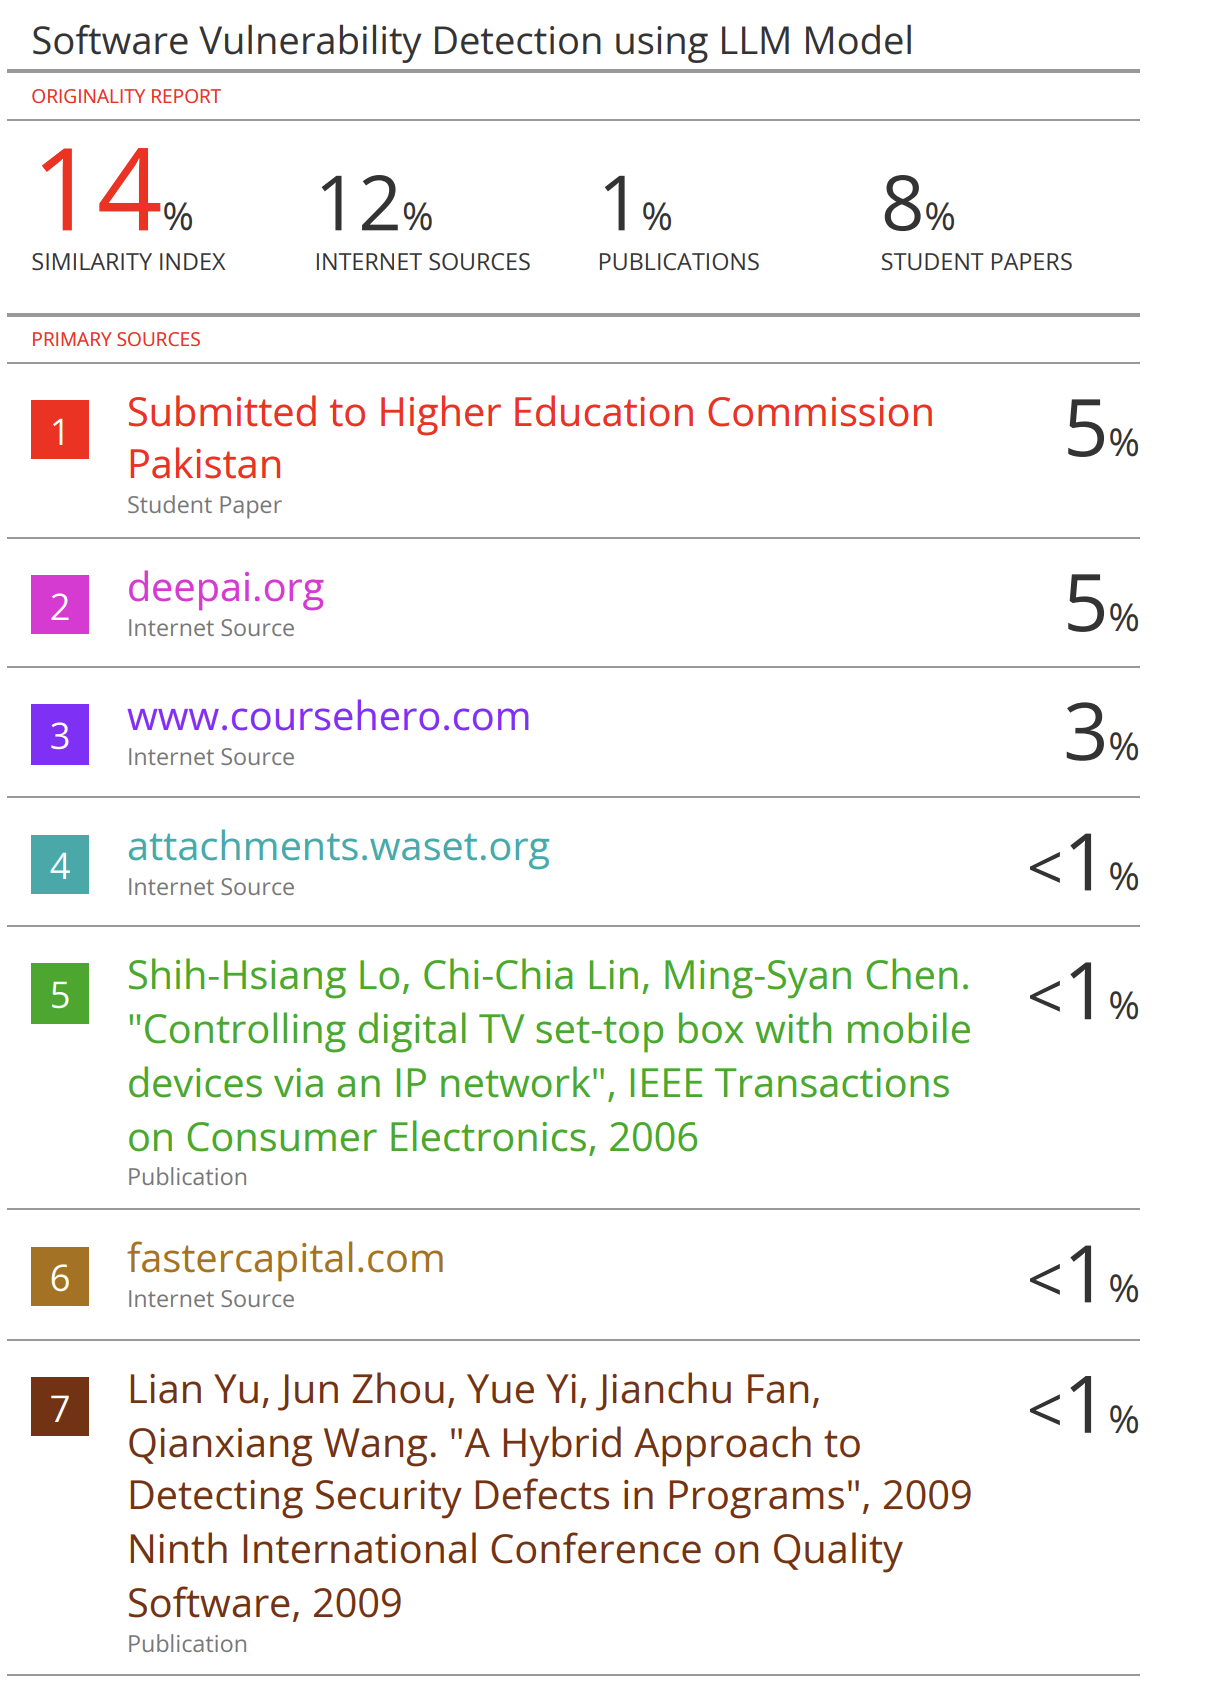 Software Vulnerability Detection using LLM Model
ORIGINALITY REPORT
14% 12% 1% 8%
SIMILARITY INDEX INTERNET SOURCES PUBLICATIONS STUDENT PAPERS
PRIMARY SOURCES
1 Submitted to Higher Education Commission 5%
Pakistan
Student Paper
2 deepai.org 5%
Internet Source
3 www.coursehero.com 3%
Internet Source
4 attachments.waset.org <1%
Internet Source
5 Shih-Hsiang Lo, Chi-Chia Lin, Ming-Syan Chen. <1%
"Controlling digital TV set-top box with mobile
devices via an IP network", IEEE Transactions
on Consumer Electronics, 2006
Publication
6 fastercapital.com <1%
Internet Source
7 Lian Yu, Jun Zhou, Yue Yi, Jianchu Fan, <1%
Qianxiang Wang. "A Hybrid Approach to
Detecting Security Defects in Programs", 2009
Ninth International Conference on Quality
Software, 2009
Publication